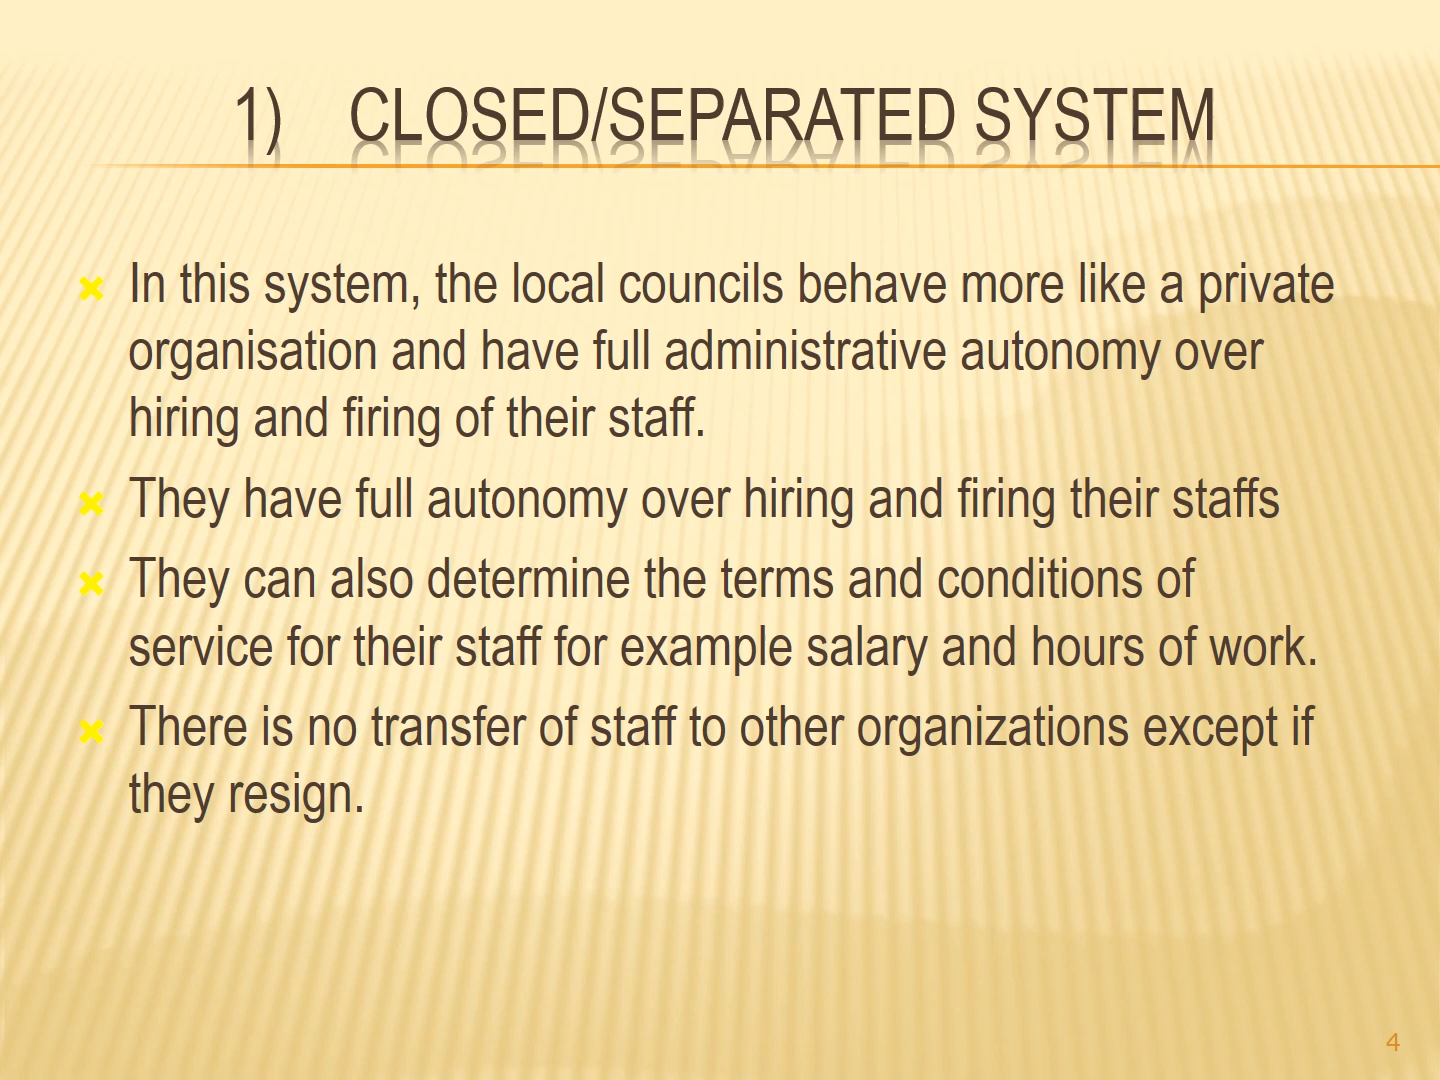 1) CLOSED/SEPARATED SYSTEM
In this system, the local councils behave more like a private
organisation and have full administrative autonomy over
hiring and firing of their staff.
They have full autonomy over hiring and firing their staffs
They can also determine the terms and conditions of
service for their staff for example salary and hours of work.
There is no transfer of staff to other organizations except if
they resign.
4